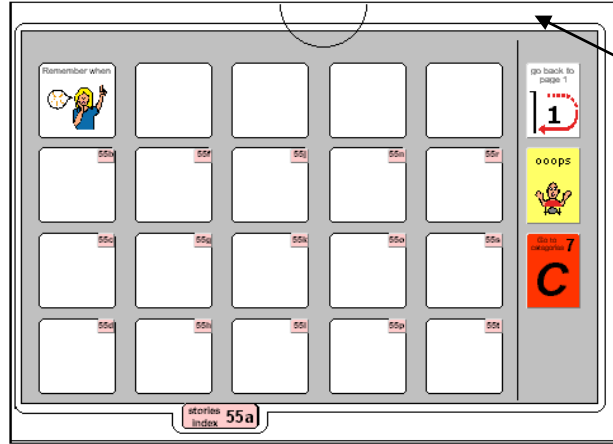 Remember when
go back to
page 1
1
55b
55f
55j
55n
55r
ooops
55c
55g
55k
55o
55s
Go to
categories 7
C
55d
55h
55l
55p
55t
stories
index 55a